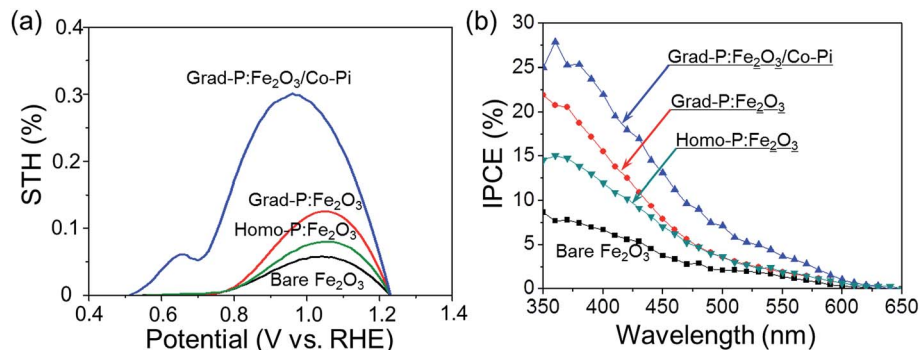 (a)
STH (%)
0.4
0.3
0.2
0.1
0
0.4
0.6
0.8
1.0
1.2
1.4
Potential (V vs. RHE)
Grad-P:Fe₂O₃/Co-Pi
Grad-P:Fe₂O₃
Homo-P:Fe₂O₃
Bare Fe₂O₃
(b)
IPCE (%)
30
25
20
15
10
5
0
350
400
450
500
550
600
650
Wavelength (nm)
Grad-P:Fe₂O₃/Co-Pi
Grad-P:Fe₂O₃
Homo-P:Fe₂O₃
Bare Fe₂O₃